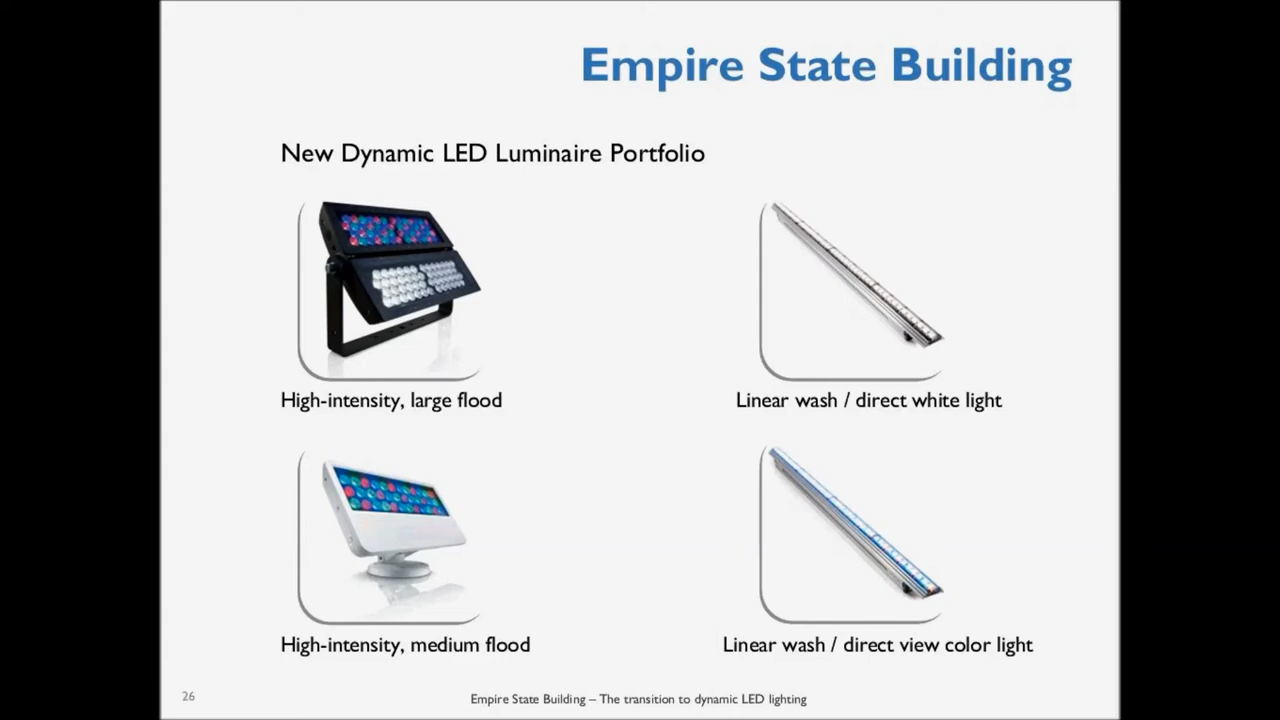 Empire State Building
New Dynamic LED Luminaire Portfolio
High-intensity, large flood
Linear wash / direct white light
High-intensity, medium flood
Linear wash / direct view color light
26
Empire State Building – The transition to dynamic LED lighting